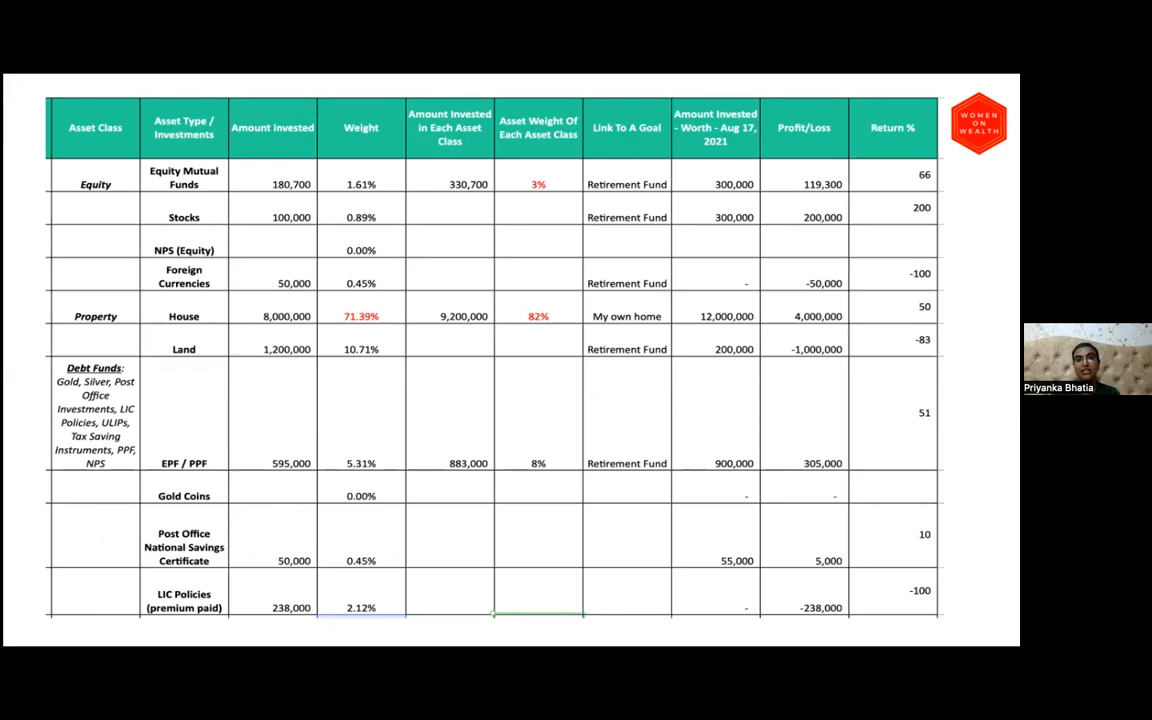 Asset Class
Asset Type /
Investments
Amount invested
Weight
Amount Invested
in Each Asset
Class
Asset Weight Of
Each Asset Class
Link To A Goal
Amount Invested
- Worth - Aug 17,
2021
Profit/Loss
Return %
WOMEN
ON
WEALTH
Equity
Equity Mutual
Funds
180,700
1.61%
330,700
3%
Retirement Fund
300,000
119,300
66
Stocks
100,000
0.89%
Retirement Fund
300,000
200,000
200
NPS (Equity)
0.00%
Foreign
Currencies
50,000
0.45%
Retirement Fund
-
-50,000
-100
Property
House
8,000,000
71.39%
9,200,000
82%
My own home
12,000,000
4,000,000
50
Land
1,200,000
10.71%
Retirement Fund
200,000
-1,000,000
-83
Debt Funds:
Gold, Silver, Post
Office
Investments, LIC
Policies, ULIPs,
Tax Saving
Instruments, PPF,
NPS
EPF / PPF
595,000
5.31%
883,000
8%
Retirement Fund
900,000
305,000
51
Gold Coins
0.00%
-
-
Post Office
National Savings
Certificate
50,000
0.45%
55,000
5,000
10
LIC Policies
(premium paid)
238,000
2.12%
-
-238,000
-100
Priyanka Bhatia